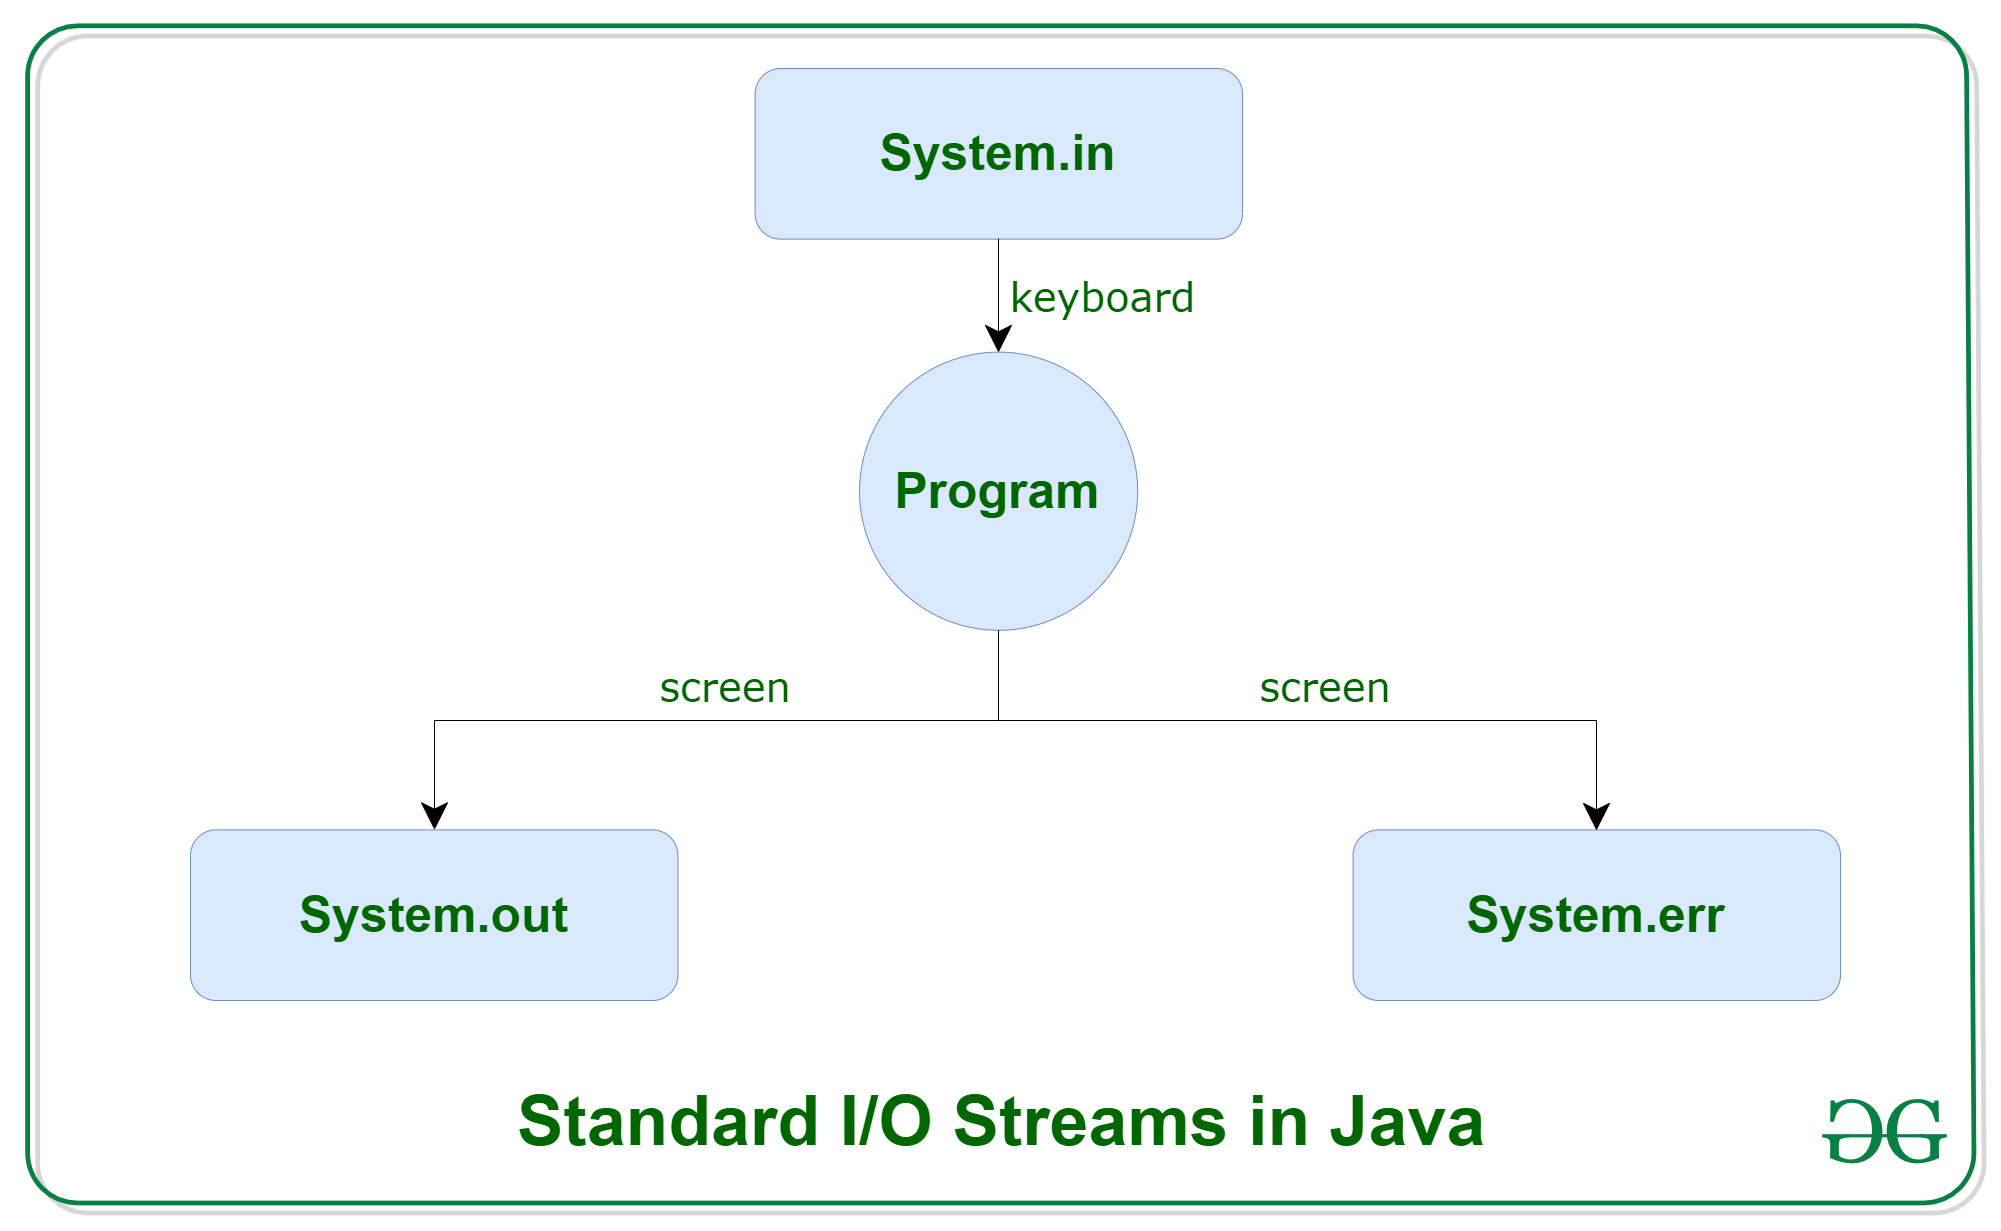 System.in
keyboard
Program
screen
screen
System.out
System.err
Standard I/O Streams in Java